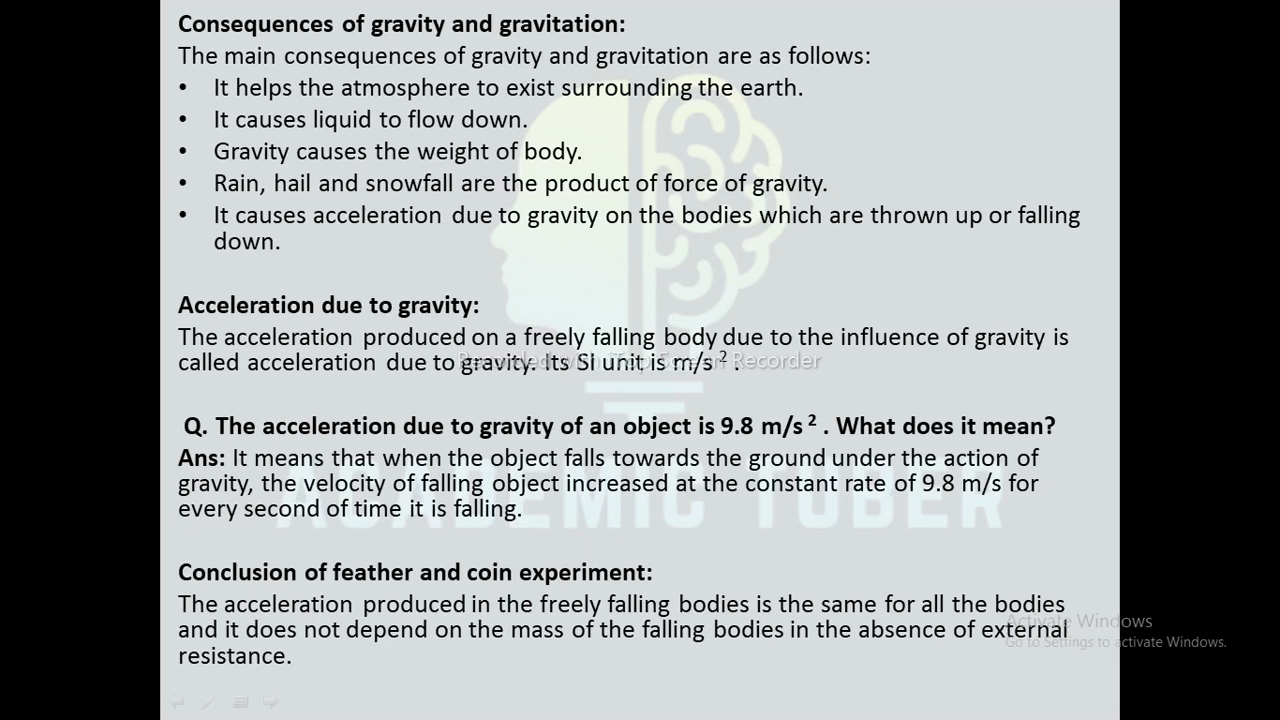 Consequences of gravity and gravitation:
The main consequences of gravity and gravitation are as follows:
• It helps the atmosphere to exist surrounding the earth.
• It causes liquid to flow down.
• Gravity causes the weight of body.
• Rain, hail and snowfall are the product of force of gravity.
• It causes acceleration due to gravity on the bodies which are thrown up or falling
down.
Acceleration due to gravity:
The acceleration produced on a freely falling body due to the influence of gravity is
called acceleration due to gravity. Its SI unit is m/s ² .
Recorded with Recorder
Q. The acceleration due to gravity of an object is 9.8 m/s ² . What does it mean?
Ans: It means that when the object falls towards the ground under the action of
gravity, the velocity of falling object increased at the constant rate of 9.8 m/s for
every second of time it is falling.
ACADEMIC TUBER
Conclusion of feather and coin experiment:
The acceleration produced in the freely falling bodies is the same for all the bodies
and it does not depend on the mass of the falling bodies in the absence of external
resistance.
Activate Windows
Go to Settings to activate Windows.